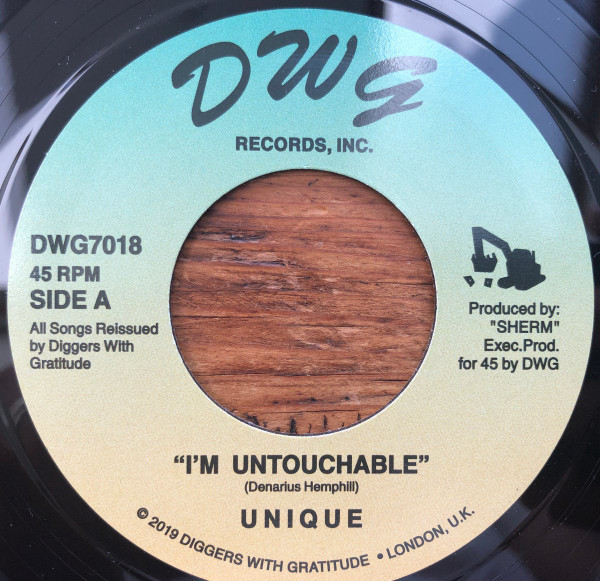 DWG
RECORDS, INC.
DWG7018
45 RPM
SIDE A
All Songs Reissued
by Diggers With
Gratitude
Produced by:
"SHERM"
Exec.Prod.
for 45 by DWG
“I’M UNTOUCHABLE”
(Denarius Hemphill)
UNIQUE
© 2019 DIGGERS WITH GRATITUDE • LONDON, U.K.